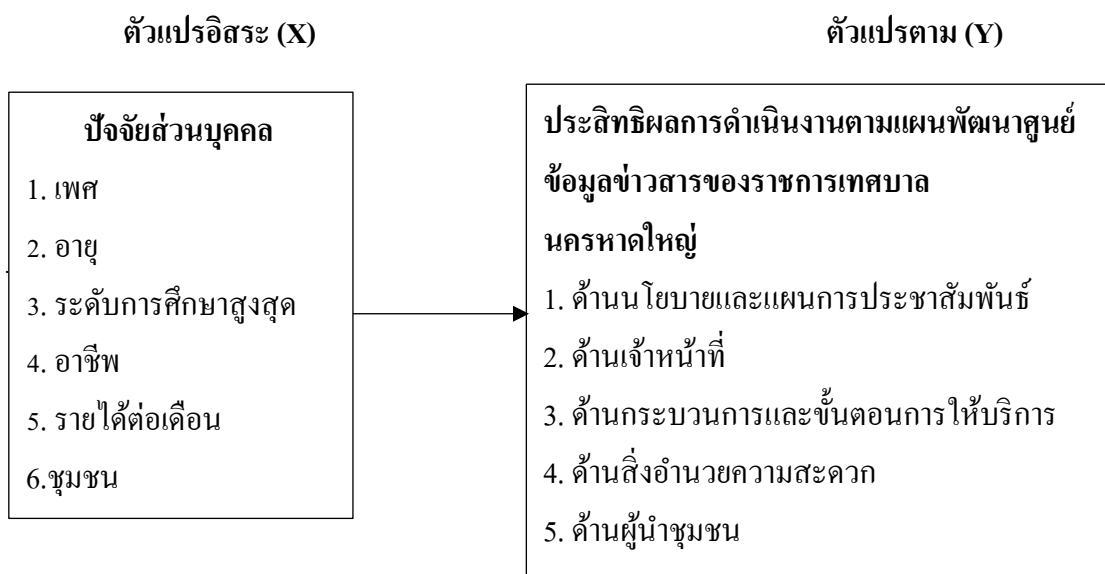 ตัวแปรอิสระ (X)
ตัวแปรตาม (Y)
ปัจจัยส่วนบุคคล
1. เพศ
2. อายุ
3. ระดับการศึกษาสูงสุด
4. อาชีพ
5. รายได้ต่อเดือน
6.ชุมชน
ประสิทธิผลการดำเนินงานตามแผนพัฒนาศูนย์
ข้อมูลข่าวสารของราชการเทศบาล
นครหาดใหญ่
1. ด้านนโยบายและแผนการประชาสัมพันธ์
2. ด้านเจ้าหน้าที่
3. ด้านกระบวนการและขั้นตอนการให้บริการ
4. ด้านสิ่งอำนวยความสะดวก
5. ด้านผู้นำชุมชน